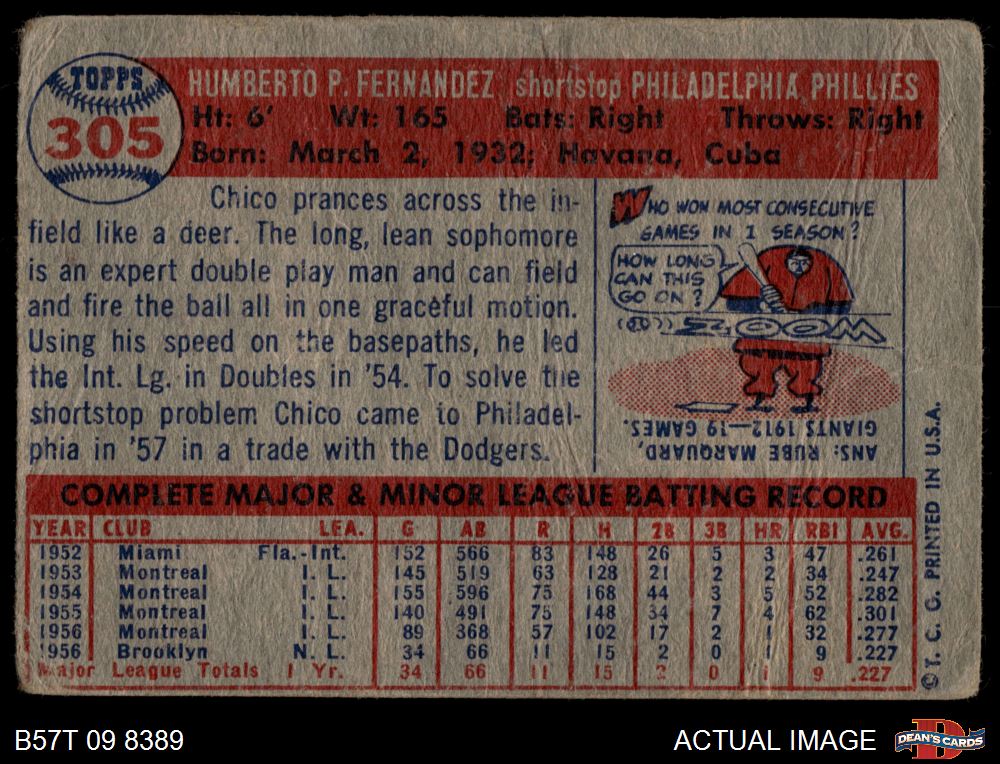 TOPPS
305
HUMBERTO P. FERNANDEZ shortstop PHILADELPHIA PHILLIES
Ht: 6' Wt: 165 Bats: Right Throws: Right
Born: March 2, 1932; Havana, Cuba
Chico prances across the in-
field like a deer. The long, lean sophomore
is an expert double play man and can field
and fire the ball all in one graceful motion.
Using his speed on the basepaths, he led
the Int. Lg. in Doubles in '54. To solve the
shortstop problem Chico came to Philadel-
phia in '57 in a trade with the Dodgers.
WHO WON MOST CONSECUTIVE
GAMES IN 1 SEASON?
HOW LONG
CAN THIS
GO ON?
ZOOM
ANS: RUBE MARQUARD,
GIANTS 1912—19 GAMES.
COMPLETE MAJOR & MINOR LEAGUE BATTING RECORD
YEAR CLUB LEA. G AB R H 2B 3B HR RBI AVG.
1952 Miami Fla.-Int. 152 566 83 148 26 5 3 47 .261
1953 Montreal I. L. 145 519 63 128 21 2 2 34 .247
1954 Montreal I. L. 155 596 75 168 44 3 5 52 .282
1955 Montreal I. L. 140 491 75 148 34 7 4 62 .301
1956 Montreal I. L. 89 368 57 102 17 2 1 32 .277
1956 Brooklyn N. L. 34 66 11 15 2 0 1 9 .227
Major League Totals 1 Yr. 34 66 11 15 2 0 1 9 .227
© T. C. G. PRINTED IN U.S.A.
B57T 09 8389
ACTUAL IMAGE
DEAN'S CARDS